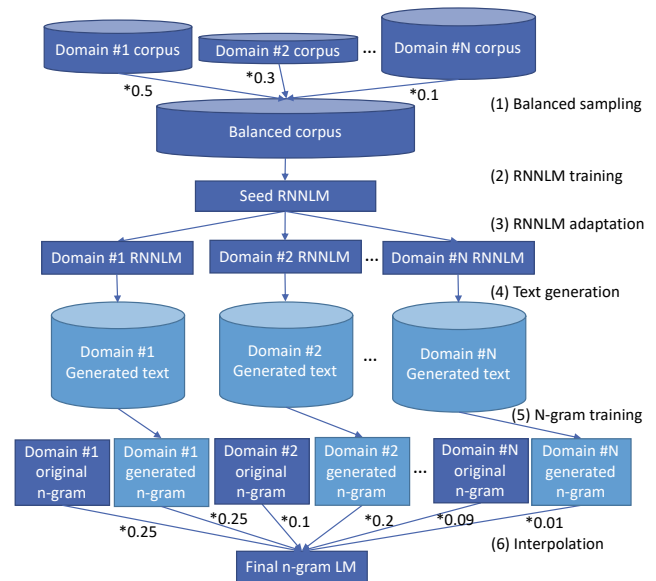 Domain #1 corpus
Domain #2 corpus
...
Domain #N corpus
*0.5
*0.3
*0.1
(1) Balanced sampling
Balanced corpus
(2) RNNLM training
Seed RNNLM
(3) RNNLM adaptation
Domain #1 RNNLM
Domain #2 RNNLM
...
Domain #N RNNLM
(4) Text generation
Domain #1
Generated text
Domain #2
Generated text
...
Domain #N
Generated text
(5) N-gram training
Domain #1
original
n-gram
Domain #1
generated
n-gram
Domain #2
original
n-gram
Domain #2
generated
n-gram
...
Domain #N
original
n-gram
Domain #N
generated
n-gram
*0.25
*0.25
*0.1
*0.2
*0.09
*0.01
(6) Interpolation
Final n-gram LM